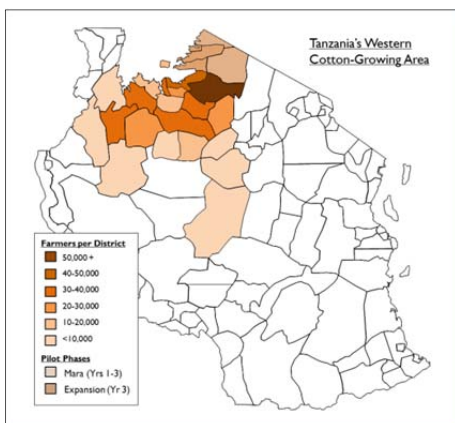 Tanzania's Western
Cotton-Growing Area
Farmers per District
50,000+
40-50,000
30-40,000
20-30,000
10-20,000
<10,000
Pilot Phases
Mara (Yrs 1-3)
Expansion (Yr 3)